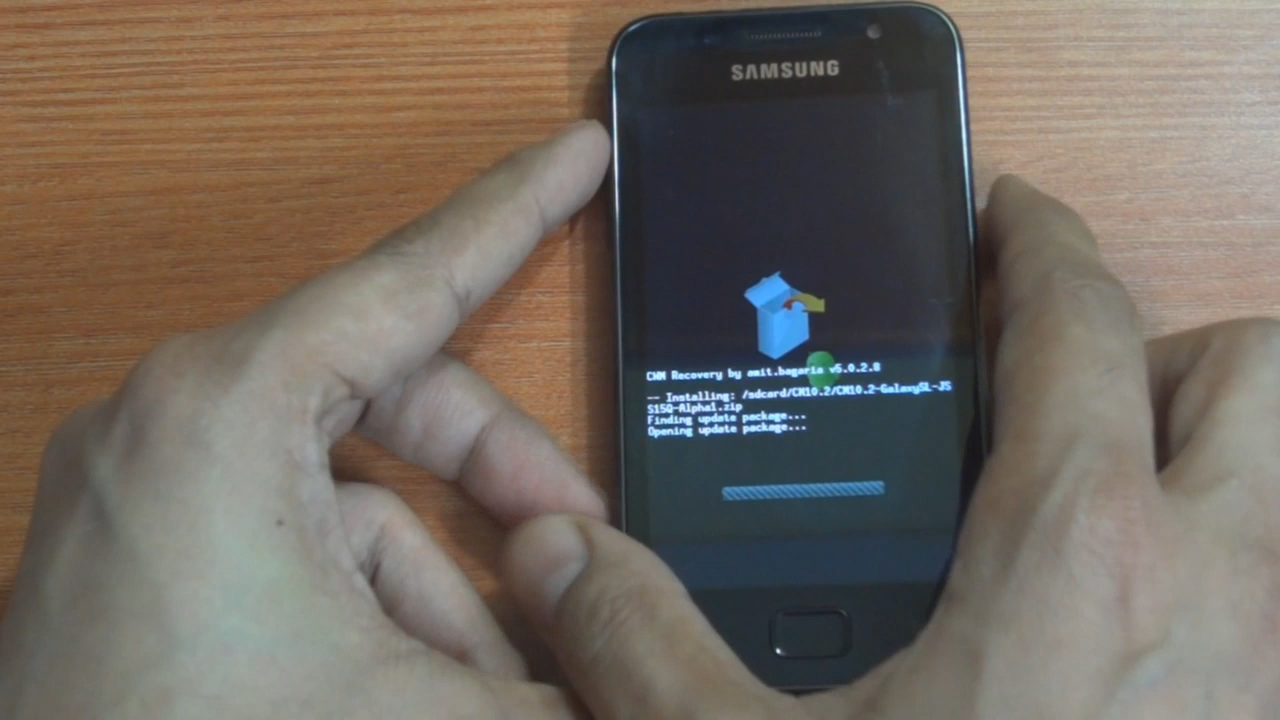 SAMSUNG
CWM Recovery by amit.bagaria v5.0.2.8
-- Installing: /sdcard/CM10.2/CM10.2-GalaxySL-JS
S15Q-Alpha1.zip
Finding update package...
Opening update package...